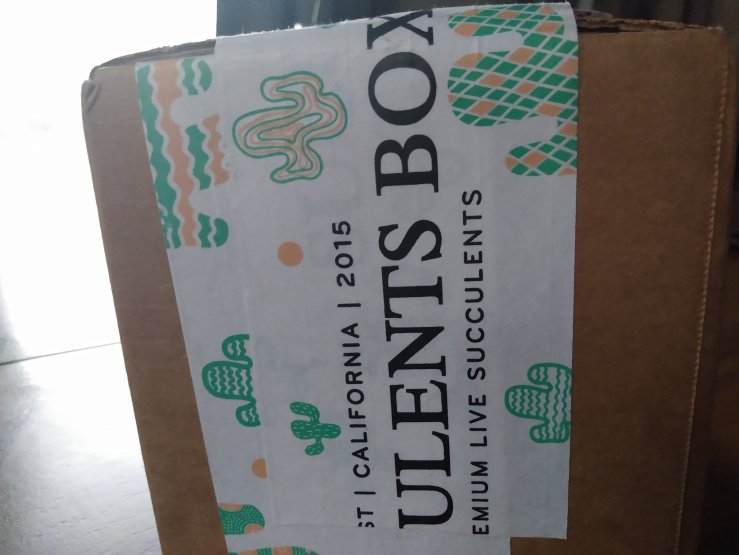 ST | CALIFORNIA | 2015
ULENTS BOX
EMIUM LIVE SUCCULENTS